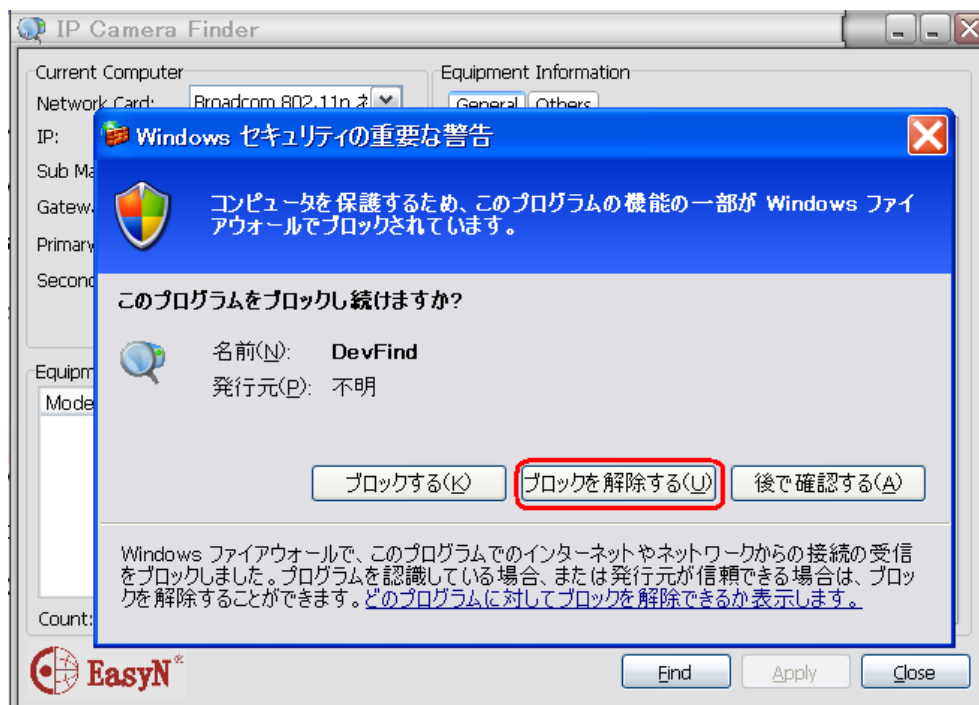 IP Camera Finder
Current Computer
Equipment Information
Network Card:
Broadcom 802.11n ネ
General
Others
IP:
Sub Ma
Gatew
Primary
Second
Equipm
Mode
Count:
Windows セキュリティの重要な警告
コンピュータを保護するため、このプログラムの機能の一部が Windows ファイ
アウォールでブロックされています。
このプログラムをブロックし続けますか?
名前(N): DevFind
発行元(P): 不明
ブロックする(K)
ブロックを解除する(U)
後で確認する(A)
Windows ファイアウォールで、このプログラムでのインターネットやネットワークからの接続の受信
をブロックしました。プログラムを認識している場合、または発行元が信頼できる場合は、ブロッ
クを解除することができます。どのプログラムに対してブロックを解除できるか表示します。
EasyN®
Find
Apply
Close